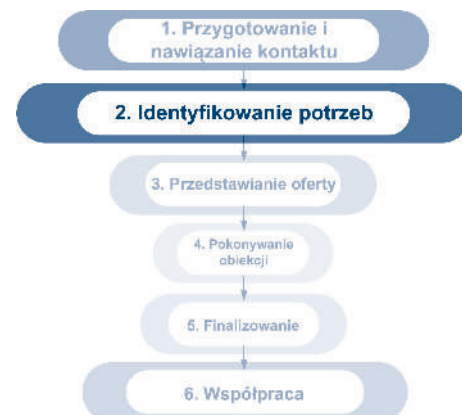 1. Przygotowanie i
nawiązanie kontaktu
2. Identyfikowanie potrzeb
3. Przedstawianie oferty
4. Pokonywanie
obiekcji
5. Finalizowanie
6. Współpraca